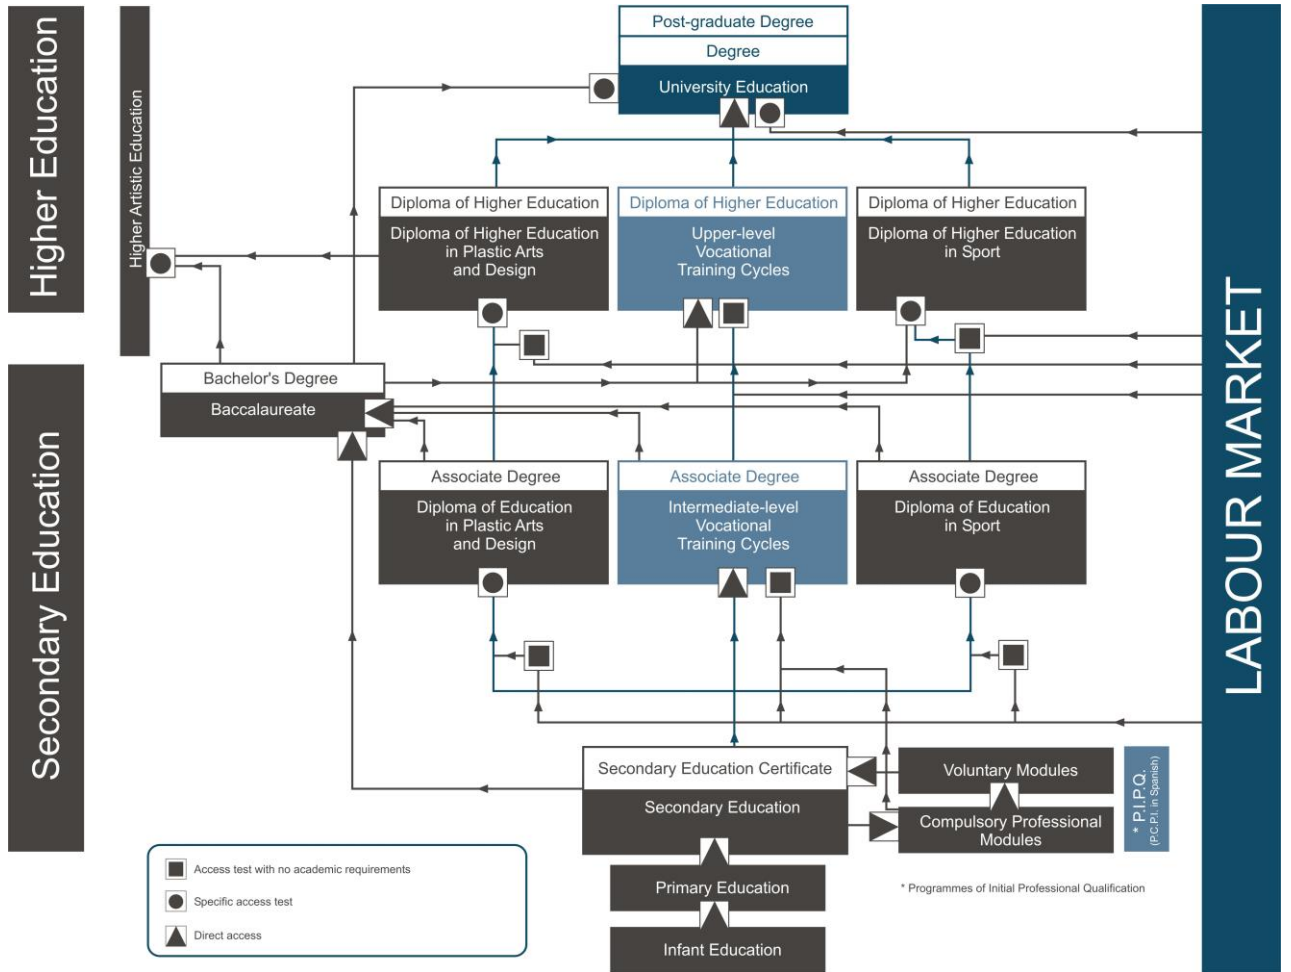 Higher Education
Higher Artistic Education
Post-graduate Degree
Degree
University Education
Diploma of Higher Education
Diploma of Higher Education
in Plastic Arts
and Design
Diploma of Higher Education
Upper-level
Vocational
Training Cycles
Diploma of Higher Education
Diploma of Higher Education
in Sport
LABOUR MARKET
Secondary Education
Bachelor's Degree
Baccalaureate
Associate Degree
Diploma of Education
in Plastic Arts
and Design
Associate Degree
Intermediate-level
Vocational
Training Cycles
Associate Degree
Diploma of Education
in Sport
Secondary Education Certificate
Secondary Education
Voluntary Modules
Compulsory Professional
Modules
* P.I.P.Q.
(P.C.P.I. in Spanish)
Primary Education
Infant Education
* Programmes of Initial Professional Qualification
Access test with no academic requirements
Specific access test
Direct access